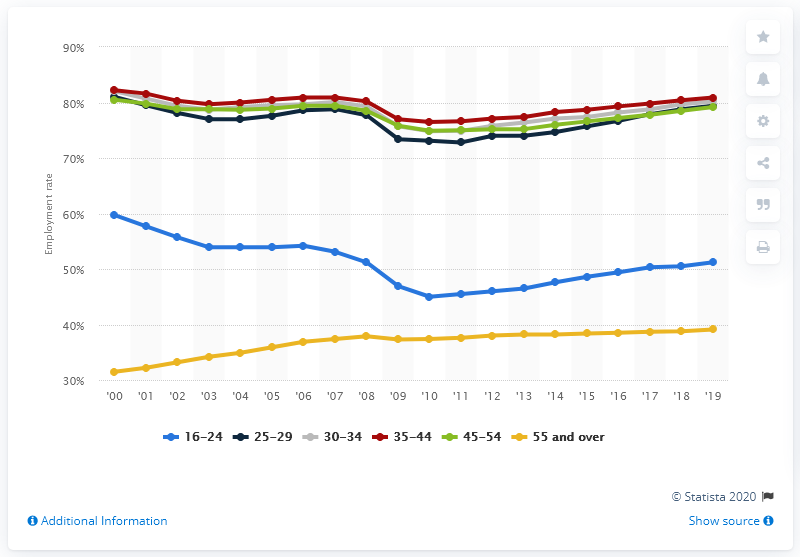 90%
80%
70%
60%
50%
40%
30%
Employment rate
'00 '01 '02 '03 '04 '05 '06 '07 '08 '09 '10 '11 '12 '13 '14 '15 '16 '17 '18 '19
16-24 25-29 30-34 35-44 45-54 55 and over
© Statista 2020
Additional Information Show source